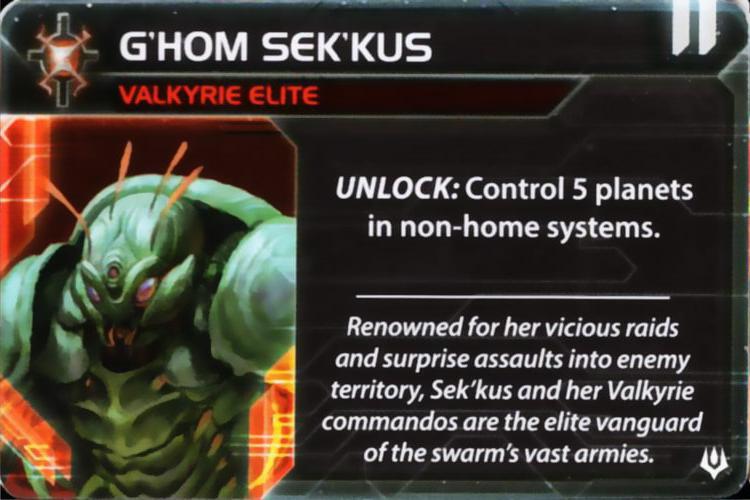 G'HOM SEK'KUS
VALKYRIE ELITE
UNLOCK: Control 5 planets
in non-home systems.
Renowned for her vicious raids
and surprise assaults into enemy
territory, Sek'kus and her Valkyrie
commandos are the elite vanguard
of the swarm's vast armies.